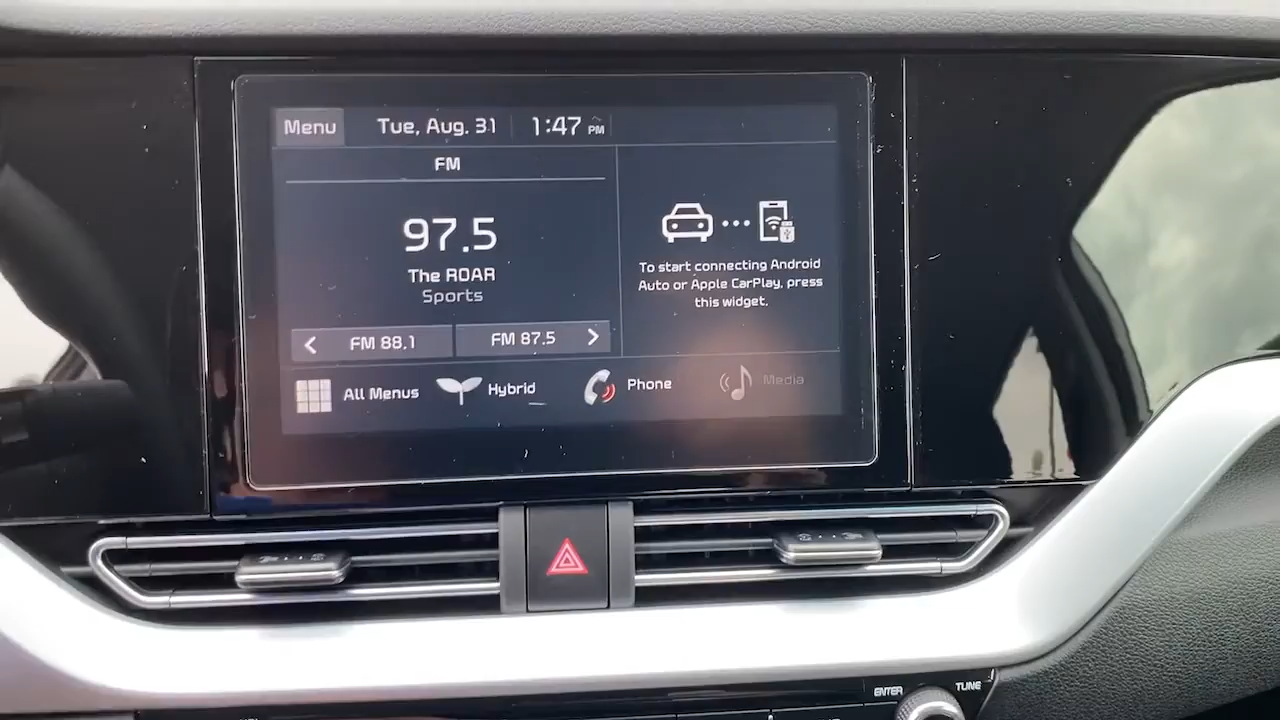 Menu
Tue, Aug. 31
1:47 PM
FM
97.5
The ROAR
Sports
FM 88.1
FM 87.5
To start connecting Android
Auto or Apple CarPlay, press
this widget.
All Menus
Hybrid
Phone
Media
ENTER
TUNE